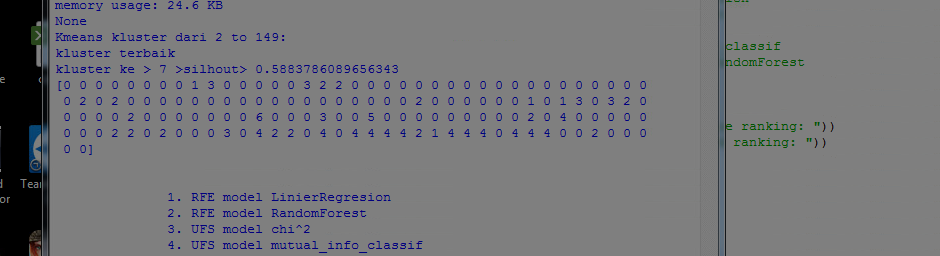 memory usage: 24.6 KB
None
Kmeans kluster dari 2 to 149:
kluster terbaik
kluster ke > 7 >silhout> 0.5883786089656343
[0 0 0 0 0 0 0 0 1 3 0 0 0 0 0 3 2 2 0 0 0 0 0 0 0 0 0 0 0 0 0 0 0 0 0 0 0
0 2 0 2 0 0 0 0 0 0 0 0 0 0 0 0 0 0 0 0 0 2 0 0 0 0 0 0 1 0 1 3 0 3 2 0
0 0 0 0 2 0 0 0 0 0 0 0 6 0 0 0 3 0 0 5 0 0 0 0 0 0 0 0 0 2 0 4 0 0 0 0 0
0 0 0 2 2 0 2 0 0 0 3 0 4 2 2 0 4 0 4 4 4 4 2 1 4 4 4 0 4 4 4 0 0 2 0 0 0
0 0]
1. RFE model LinierRegresion
2. RFE model RandomForest
3. UFS model chi^2
4. UFS model mutual_info_classif
classif
ndomForest
e ranking: "))
ranking: "))
Tea
or